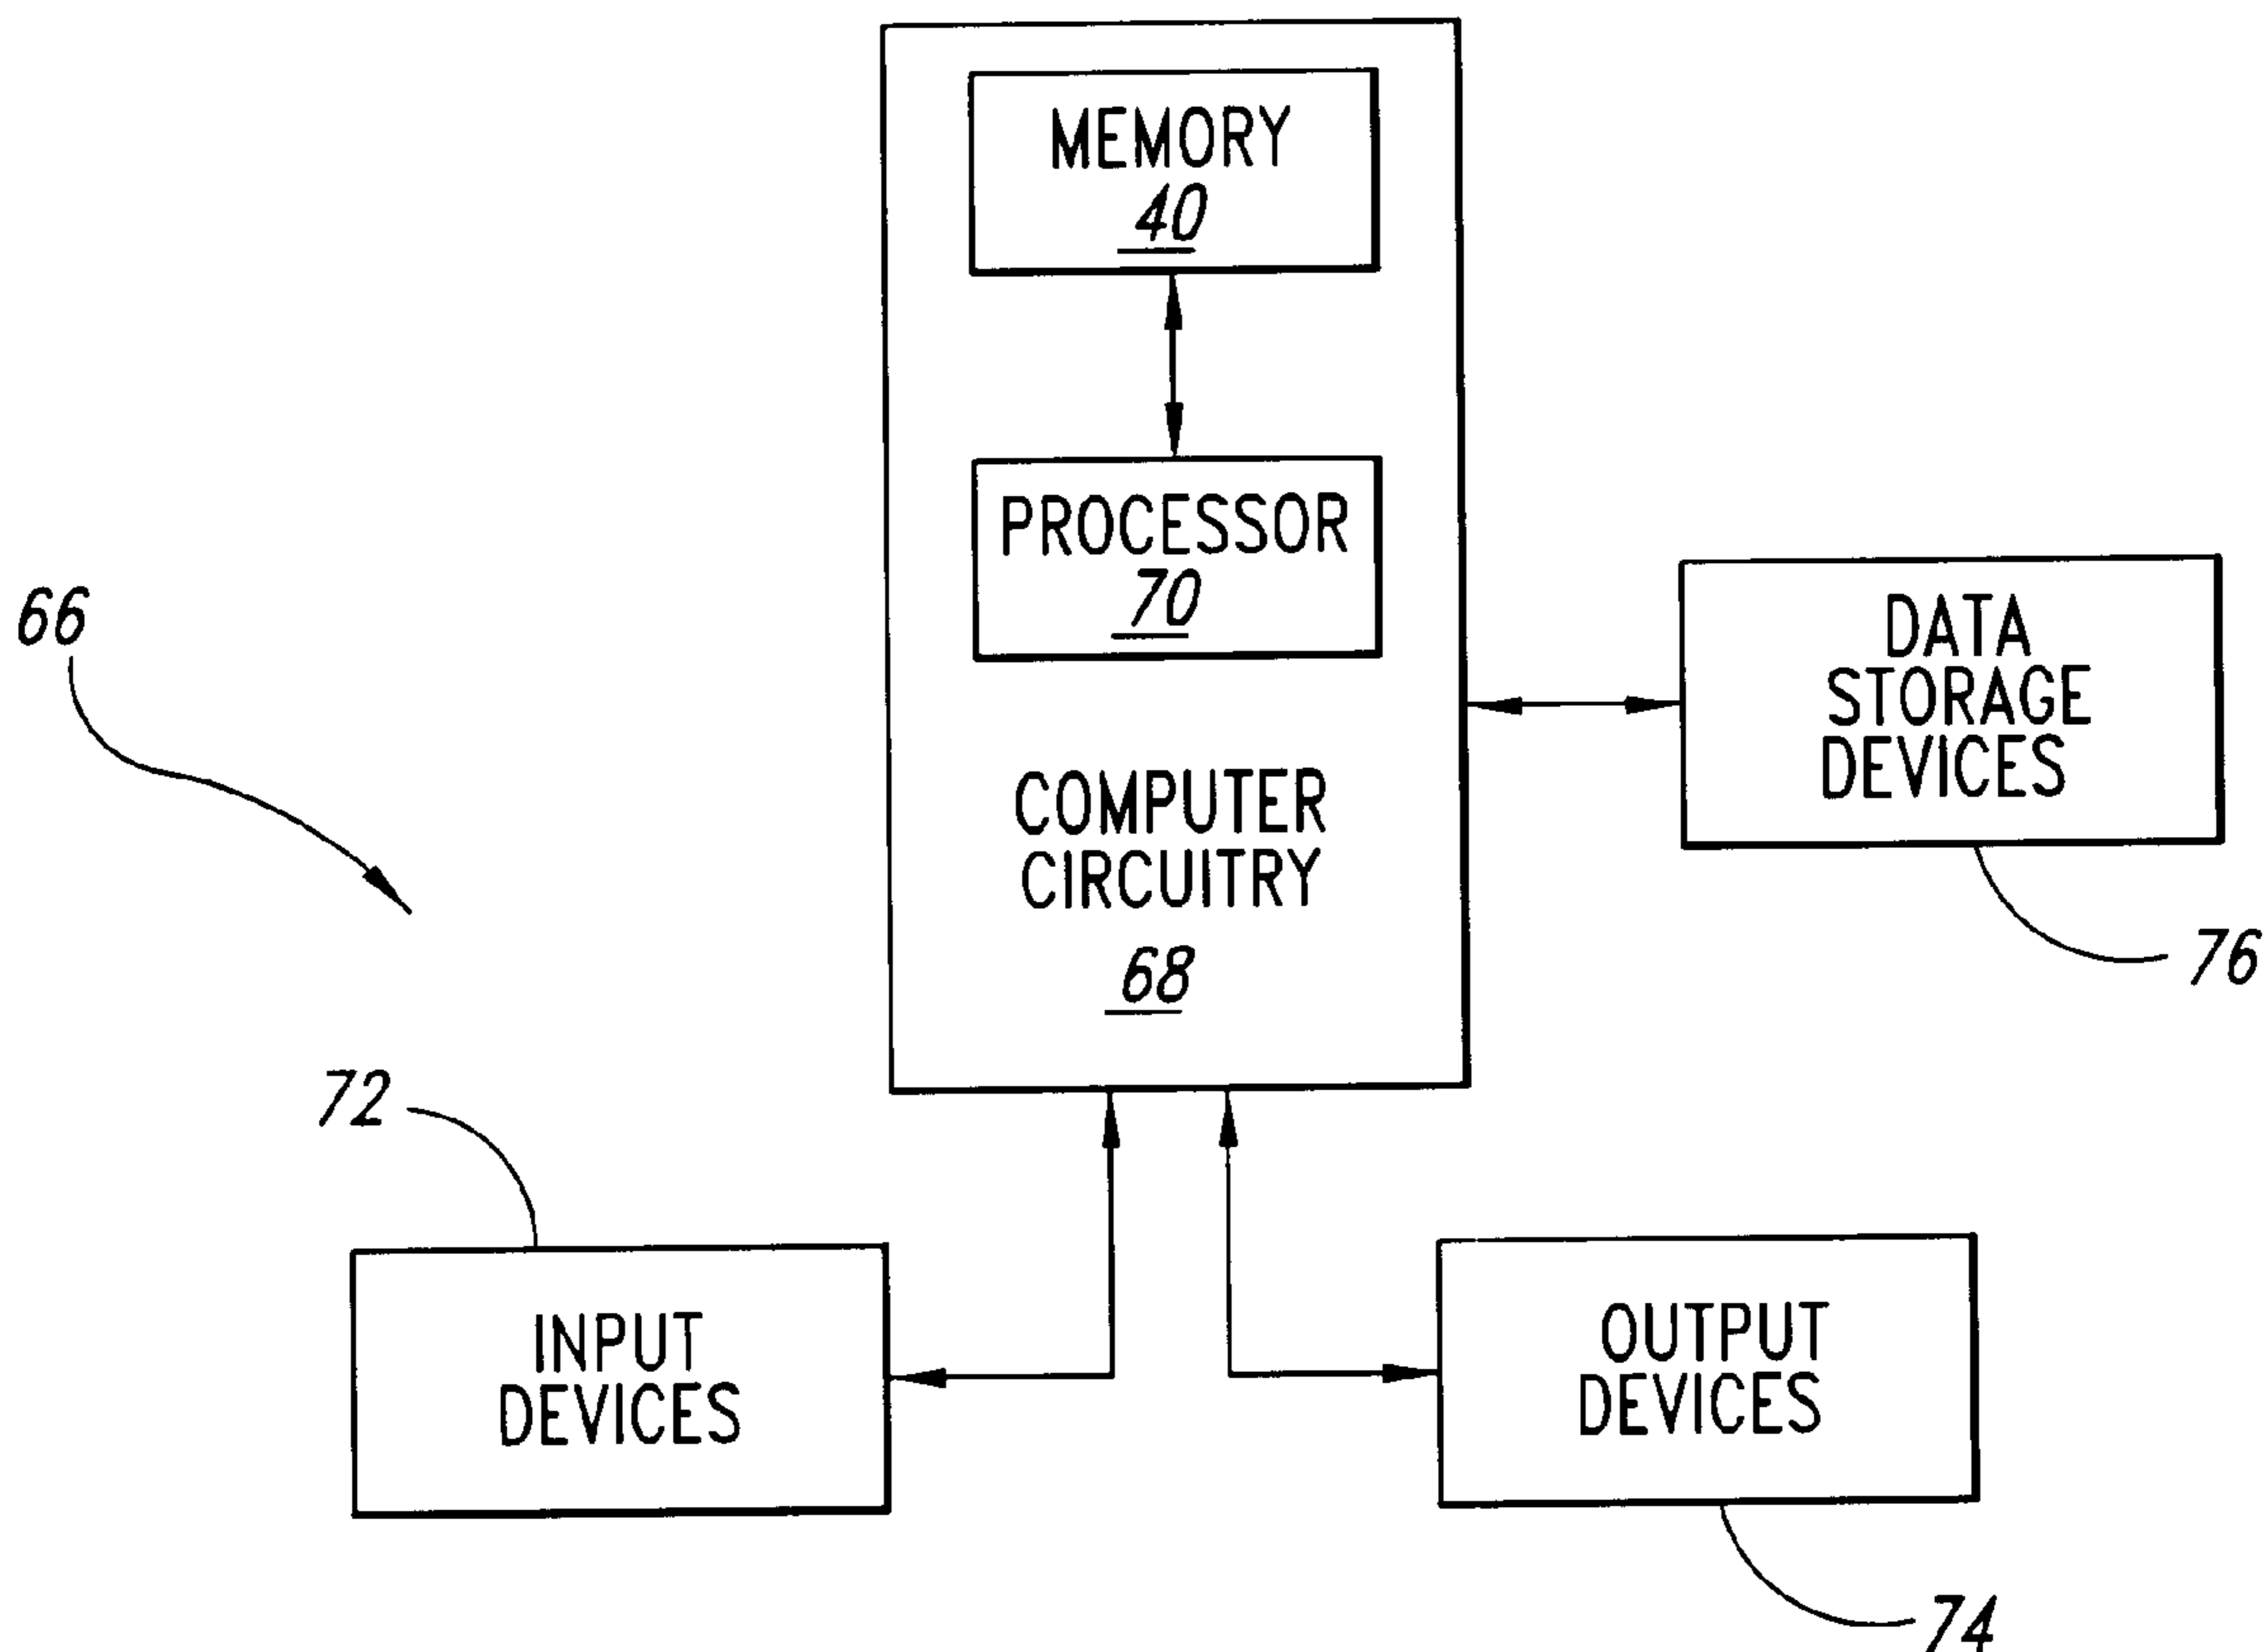 MEMORY
40
PROCESSOR
70
COMPUTER
CIRCUITRY
68
66
DATA
STORAGE
DEVICES
76
72
INPUT
DEVICES
OUTPUT
DEVICES
74